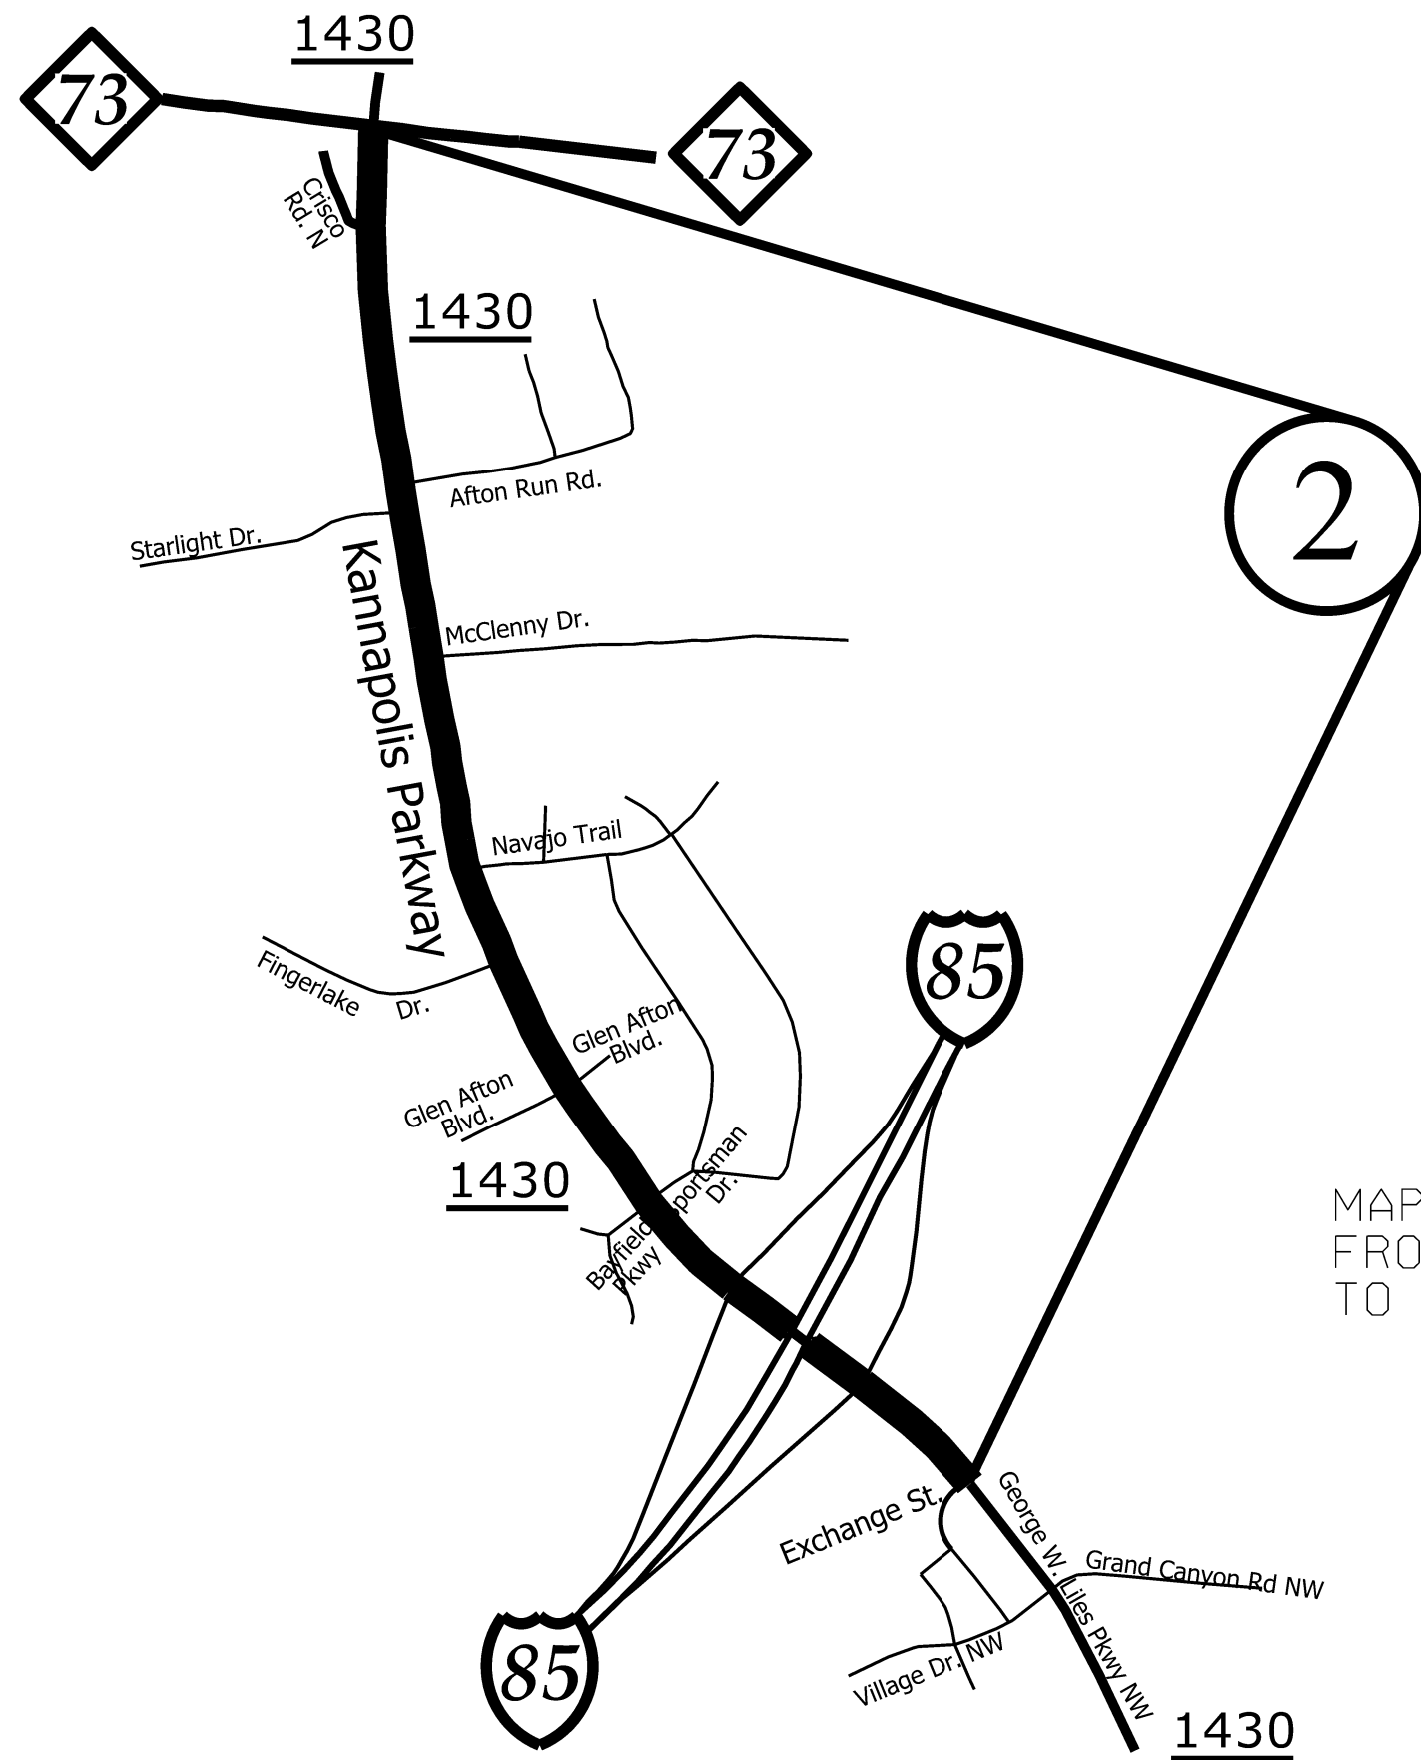 1430
73
73
Crisco
Rd. N
1430
Afton Run Rd.
Starlight Dr.
2
Kannapolis Parkway
McClenny Dr.
Navajo Trail
85
Fingerlake Dr.
Glen Afton
Blvd.
Glen Afton
Blvd.
1430
Sportsman
Dr.
Bayfield
Pkwy
MAP
FRO
TO
Exchange St.
George W. Liles Pkwy NW
Grand Canyon Rd NW
Village Dr. NW
85
1430